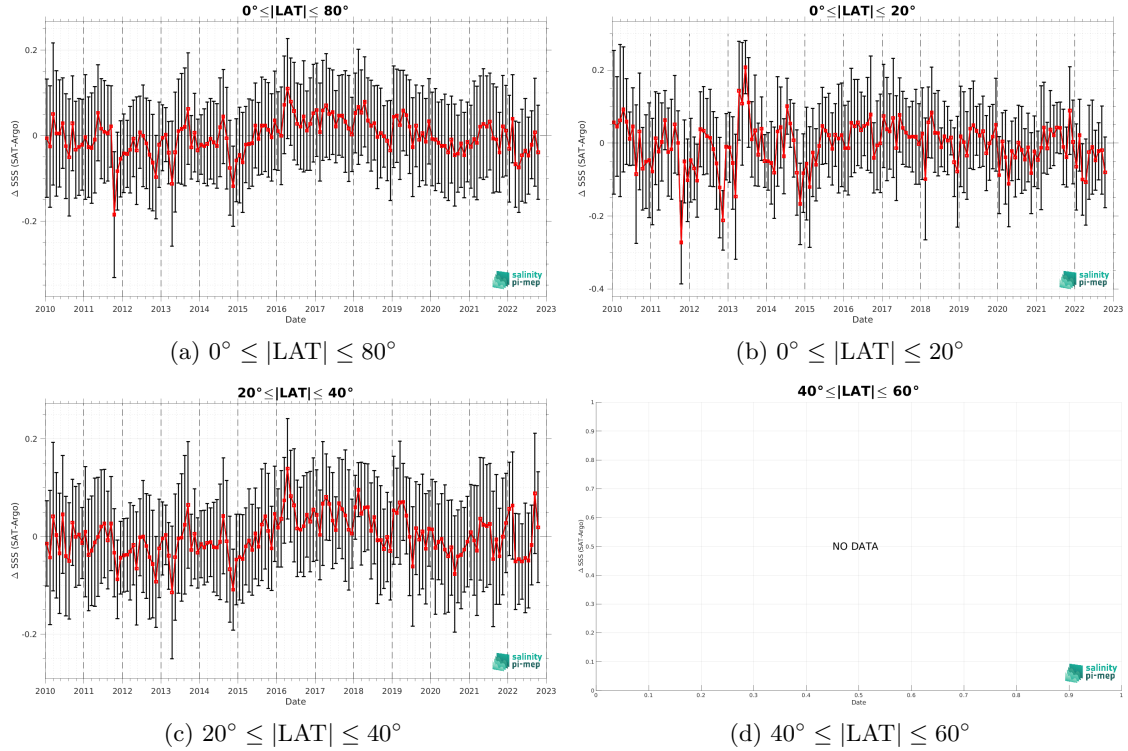 0°≤|LAT|≤ 80°
0.2
0
-0.2
Δ SSS (SAT-Argo)
2010 2011 2012 2013 2014 2015 2016 2017 2018 2019 2020 2021 2022 2023
Date
salinity
pi-mep
(a) 0° ≤ |LAT| ≤ 80°
0°≤|LAT|≤ 20°
0.2
0
-0.2
-0.4
Δ SSS (SAT-Argo)
2010 2011 2012 2013 2014 2015 2016 2017 2018 2019 2020 2021 2022 2023
Date
salinity
pi-mep
(b) 0° ≤ |LAT| ≤ 20°
20°≤|LAT|≤ 40°
0.2
0
-0.2
Δ SSS (SAT-Argo)
2010 2011 2012 2013 2014 2015 2016 2017 2018 2019 2020 2021 2022 2023
Date
salinity
pi-mep
(c) 20° ≤ |LAT| ≤ 40°
40°≤|LAT|≤ 60°
1
0.9
0.8
0.7
0.6
0.5
0.4
0.3
0.2
0.1
0
Δ SSS (SAT-Argo)
NO DATA
0 0.1 0.2 0.3 0.4 0.5 0.6 0.7 0.8 0.9 1
Date
salinity
pi-mep
(d) 40° ≤ |LAT| ≤ 60°